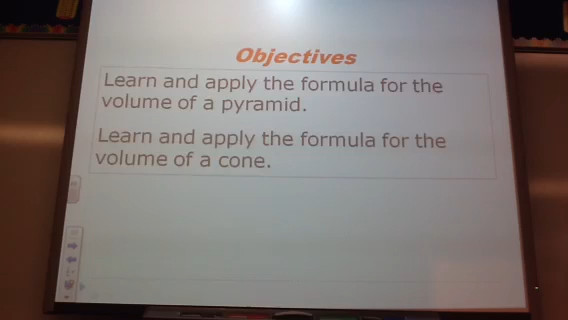 Objectives
Learn and apply the formula for the
volume of a pyramid.
Learn and apply the formula for the
volume of a cone.